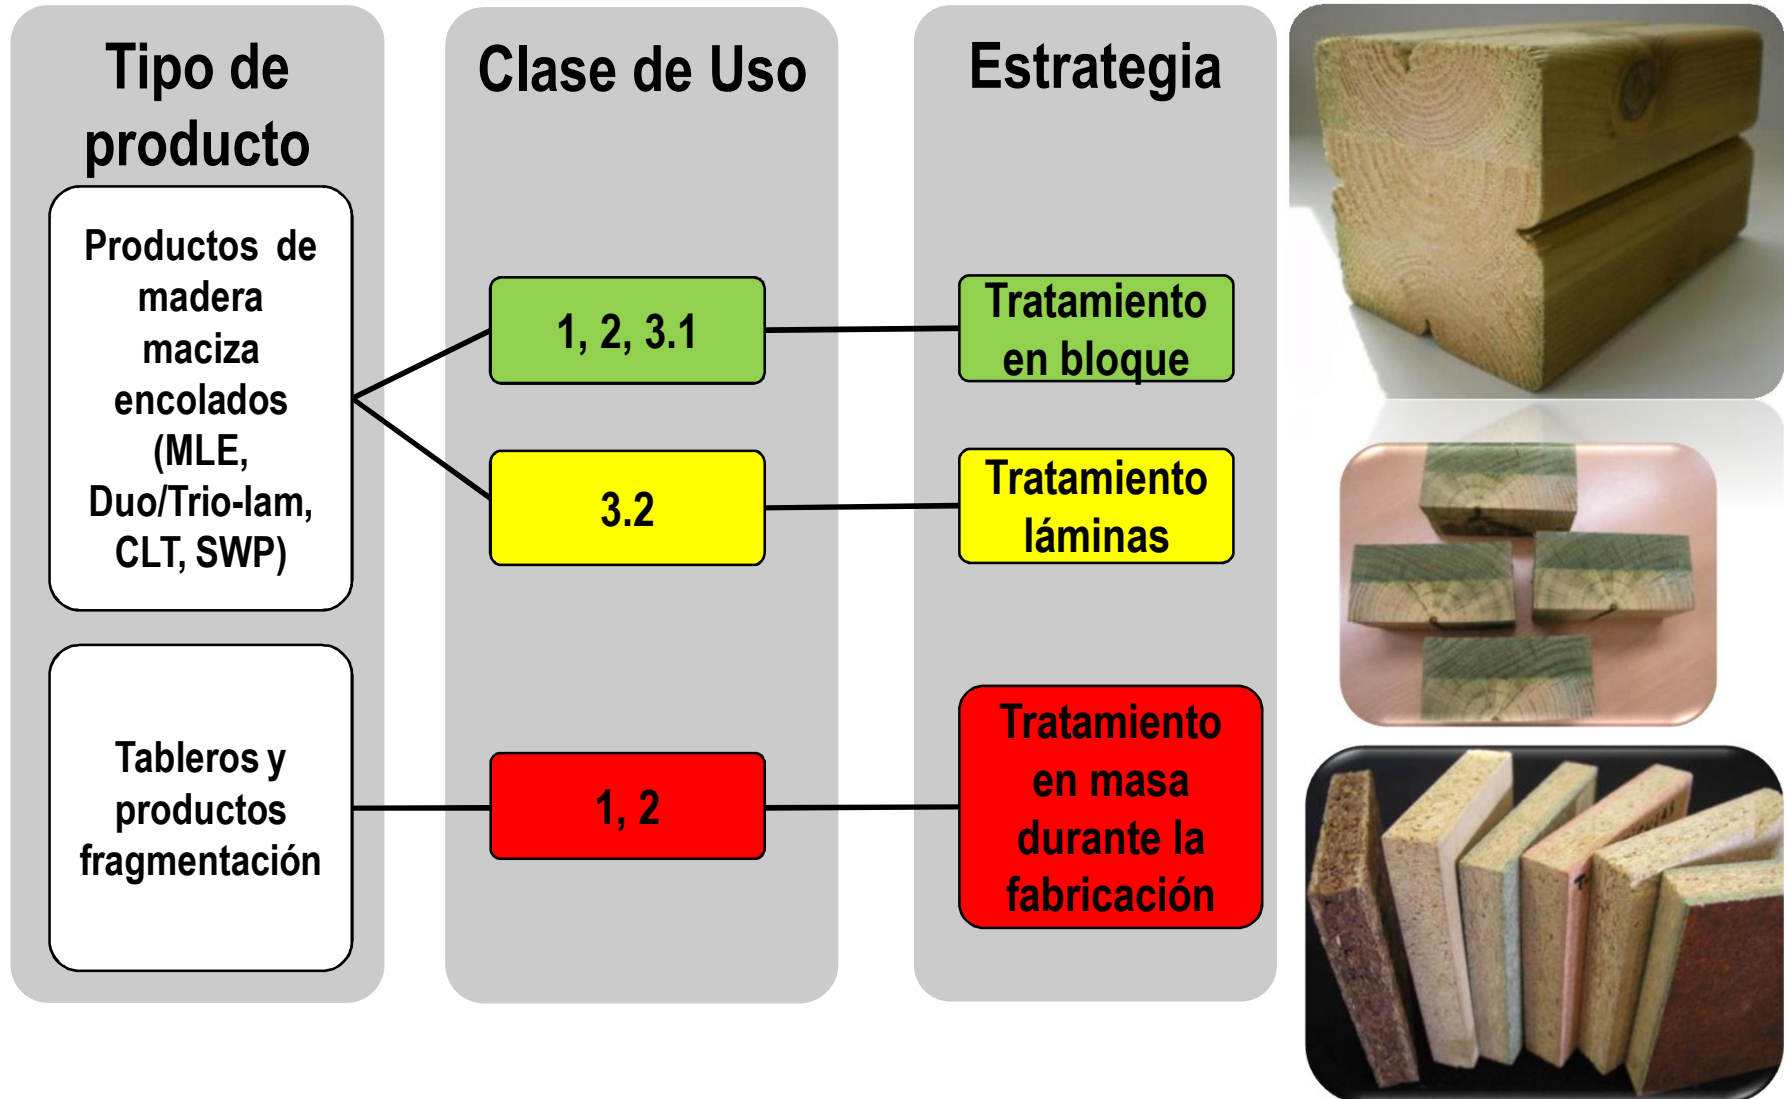 Tipo de
producto
Clase de Uso
Estrategia
Productos de
madera
maciza
encolados
(MLE,
Duo/Trio-lam,
CLT, SWP)
1, 2, 3.1
Tratamiento
en bloque
3.2
Tratamiento
láminas
Tableros y
productos
fragmentación
1, 2
Tratamiento
en masa
durante la
fabricación